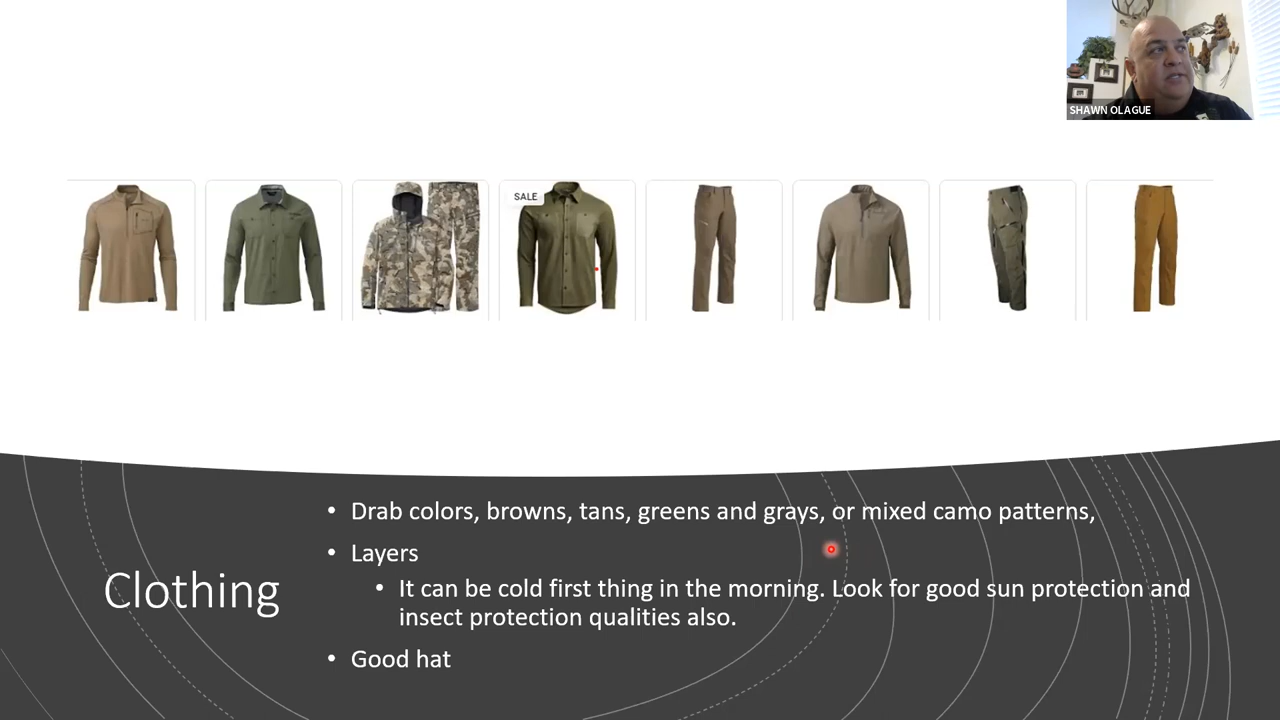 SHAWN OLAGUE
SALE
Clothing
• Drab colors, browns, tans, greens and grays, or mixed camo patterns,
• Layers
• It can be cold first thing in the morning. Look for good sun protection and
insect protection qualities also.
• Good hat